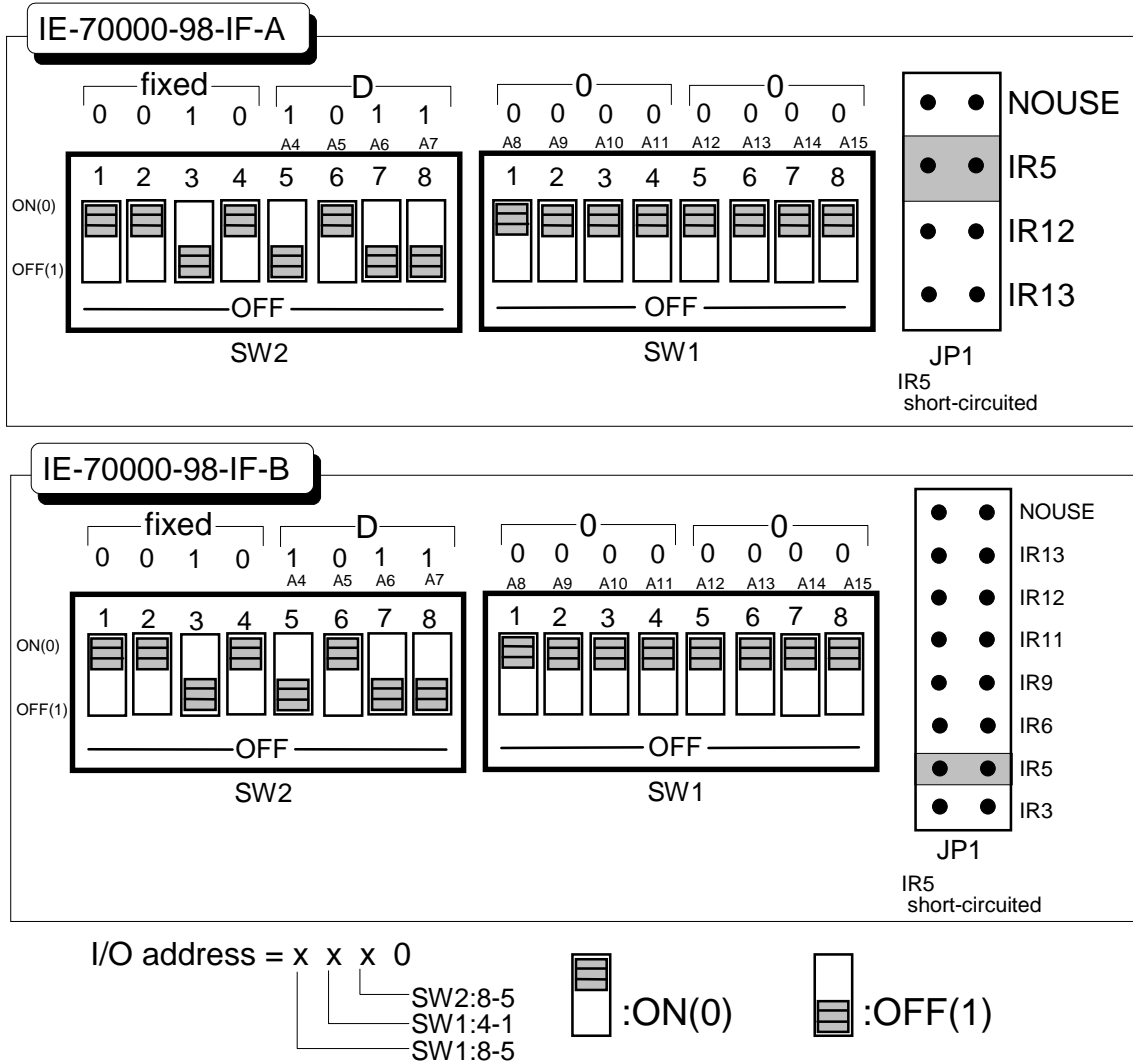 IE-70000-98-IF-A
fixed D 0 0
0 0 1 0 1 0 1 1 0 0 0 0 0 0 0 0
A4 A5 A6 A7 A8 A9 A10 A11 A12 A13 A14 A15
1 2 3 4 5 6 7 8 1 2 3 4 5 6 7 8
ON(0)
OFF(1)
OFF OFF
SW2 SW1
NOUSE
IR5
IR12
IR13
JP1
IR5
short-circuited
IE-70000-98-IF-B
fixed D 0 0
0 0 1 0 1 0 1 1 0 0 0 0 0 0 0 0
A4 A5 A6 A7 A8 A9 A10 A11 A12 A13 A14 A15
1 2 3 4 5 6 7 8 1 2 3 4 5 6 7 8
ON(0)
OFF(1)
OFF OFF
SW2 SW1
NOUSE
IR13
IR12
IR11
IR9
IR6
IR5
IR3
JP1
IR5
short-circuited
I/O address = x x x 0
SW2:8-5
SW1:4-1
SW1:8-5
:ON(0) :OFF(1)